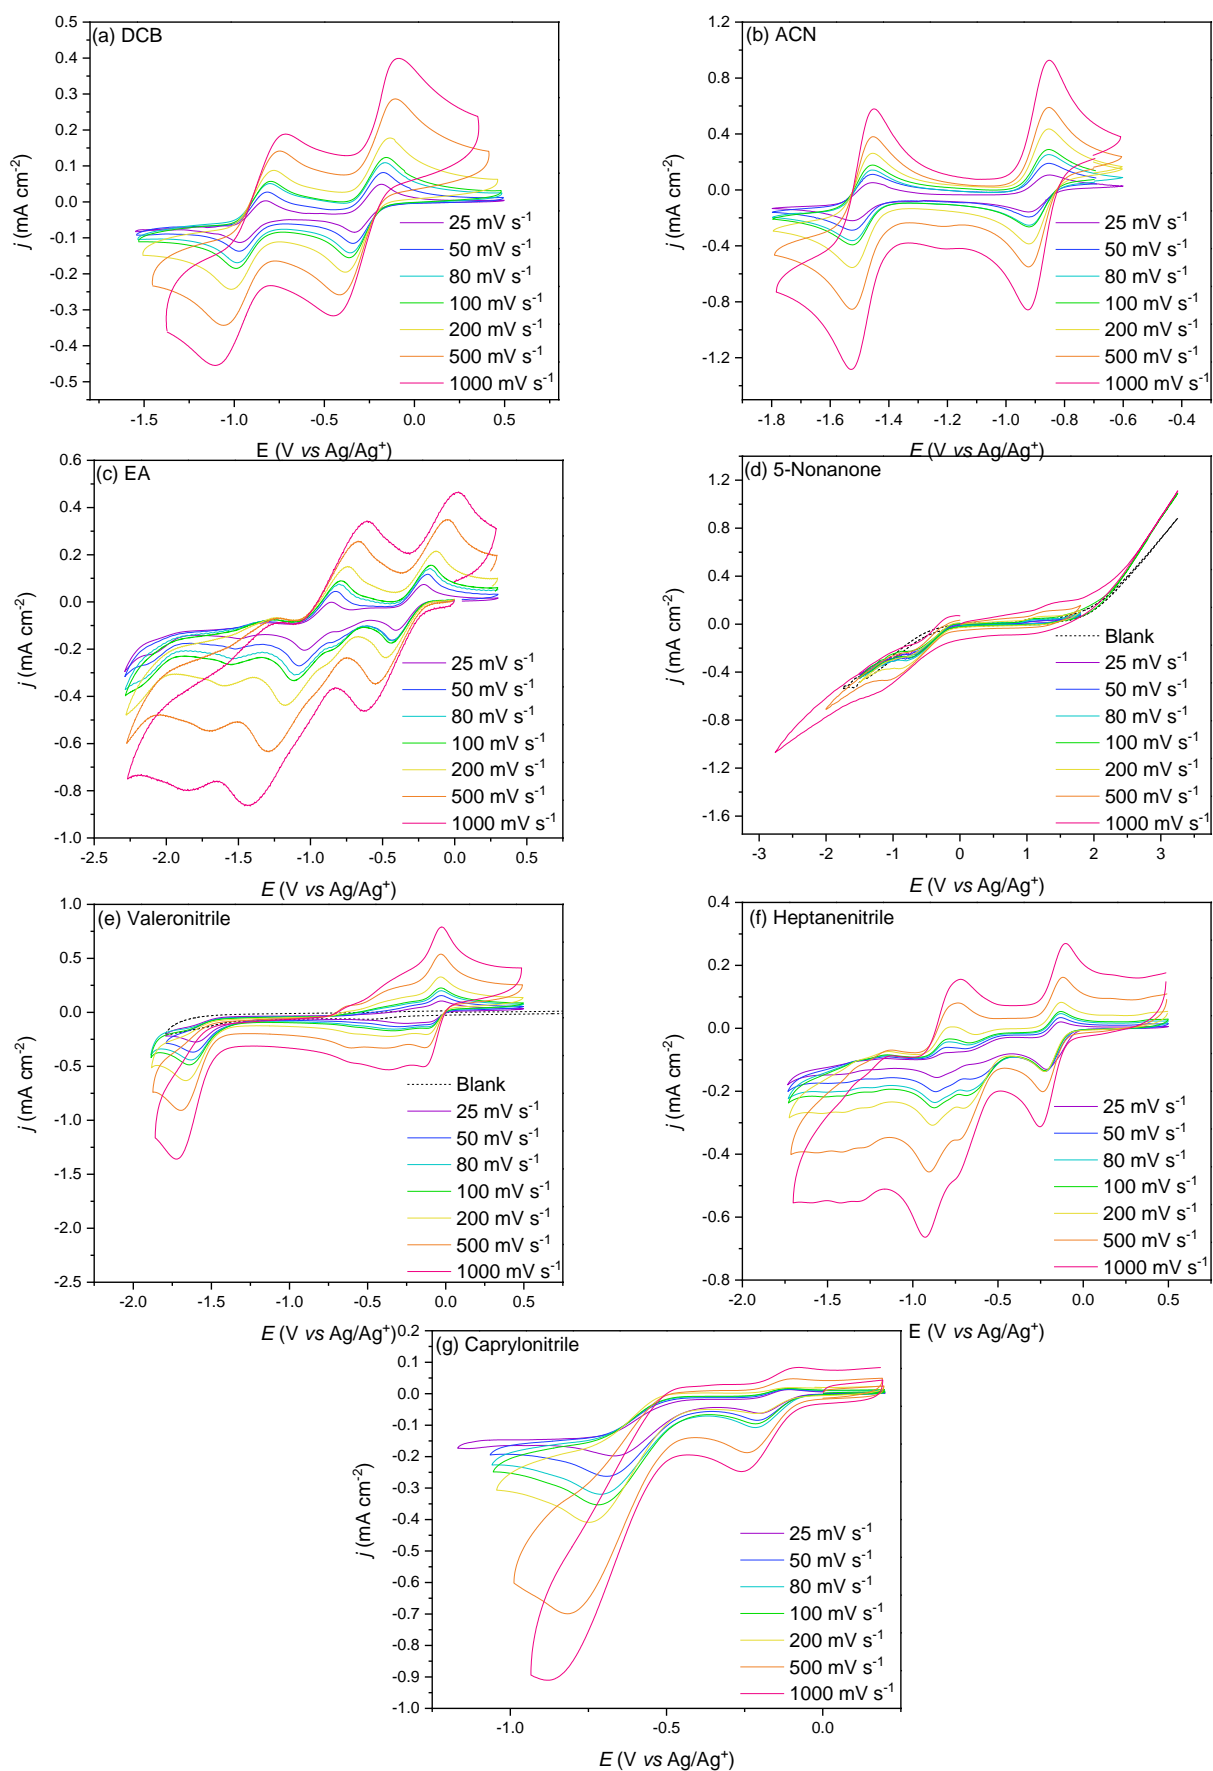 (a) DCB
0.5
0.4
0.3
0.2
0.1
0.0
-0.1
-0.2
-0.3
-0.4
-0.5
j (mA cm-2)
25 mV s-1
50 mV s-1
80 mV s-1
100 mV s-1
200 mV s-1
500 mV s-1
1000 mV s-1
-1.5 -1.0 -0.5 0.0 0.5
E (V vs Ag/Ag+)
(b) ACN
1.2
0.8
0.4
0.0
-0.4
-0.8
-1.2
j (mA cm-2)
25 mV s-1
50 mV s-1
80 mV s-1
100 mV s-1
200 mV s-1
500 mV s-1
1000 mV s-1
-1.8 -1.6 -1.4 -1.2 -1.0 -0.8 -0.6 -0.4
E (V vs Ag/Ag+)
(c) EA
0.6
0.4
0.2
0.0
-0.2
-0.4
-0.6
-0.8
-1.0
j (mA cm-2)
25 mV s-1
50 mV s-1
80 mV s-1
100 mV s-1
200 mV s-1
500 mV s-1
1000 mV s-1
-2.5 -2.0 -1.5 -1.0 -0.5 0.0 0.5
E (V vs Ag/Ag+)
(d) 5-Nonanone
1.2
0.8
0.4
0.0
-0.4
-0.8
-1.2
-1.6
j (mA cm-2)
Blank
25 mV s-1
50 mV s-1
80 mV s-1
100 mV s-1
200 mV s-1
500 mV s-1
1000 mV s-1
-3 -2 -1 0 1 2 3
E (V vs Ag/Ag+)
(e) Valeronitrile
1.0
0.5
0.0
-0.5
-1.0
-1.5
-2.0
-2.5
j (mA cm-2)
Blank
25 mV s-1
50 mV s-1
80 mV s-1
100 mV s-1
200 mV s-1
500 mV s-1
1000 mV s-1
-2.0 -1.5 -1.0 -0.5 0.0 0.5
E (V vs Ag/Ag+)
(f) Heptanenitrile
0.4
0.2
0.0
-0.2
-0.4
-0.6
-0.8
j (mA cm-2)
25 mV s-1
50 mV s-1
80 mV s-1
100 mV s-1
200 mV s-1
500 mV s-1
1000 mV s-1
-2.0 -1.5 -1.0 -0.5 0.0 0.5
E (V vs Ag/Ag+)
(g) Caprylonitrile
0.2
0.1
0.0
-0.1
-0.2
-0.3
-0.4
-0.5
-0.6
-0.7
-0.8
-0.9
-1.0
j (mA cm-2)
25 mV s-1
50 mV s-1
80 mV s-1
100 mV s-1
200 mV s-1
500 mV s-1
1000 mV s-1
-1.0 -0.5 0.0
E (V vs Ag/Ag+)